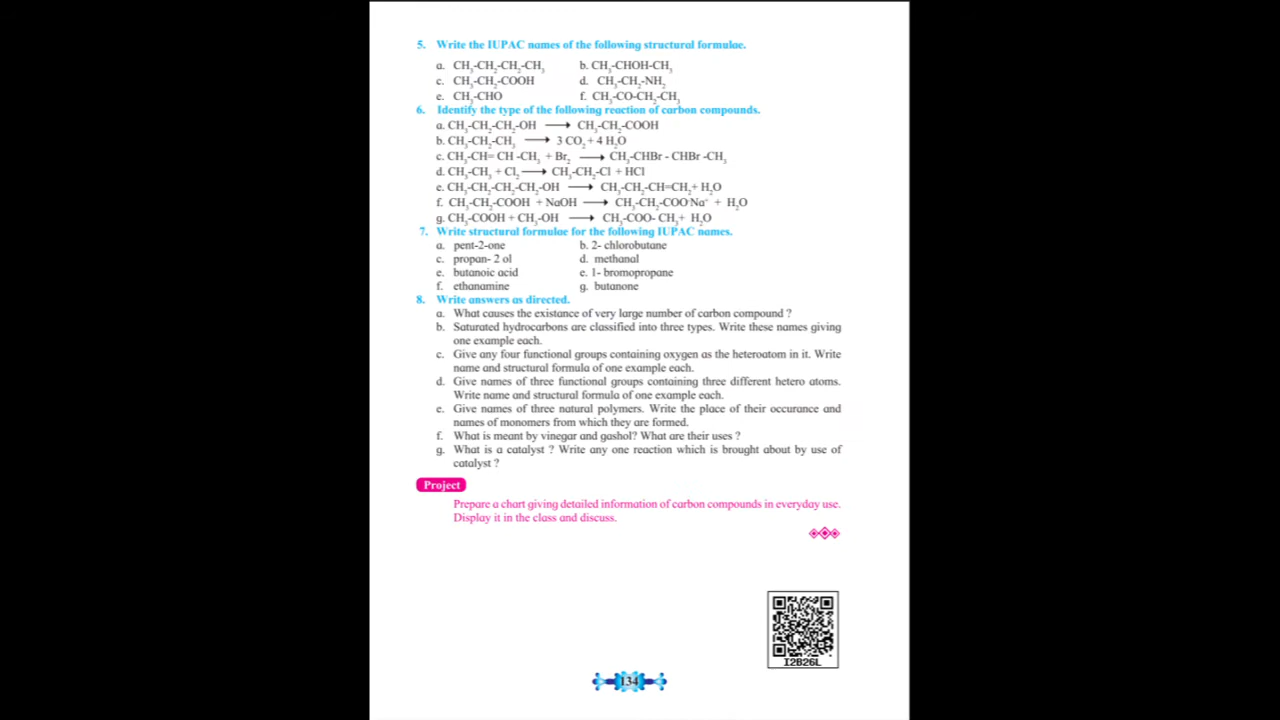 5. Write the IUPAC names of the following structural formulae.
a. CH₃-CH₂-CH₂-CH₃ b. CH₃-CHOH-CH₃
c. CH₃-CH₂-COOH d. CH₃-CH₂-NH₂
e. CH₃-CHO f. CH₃-CO-CH₂-CH₃
6. Identify the type of the following reaction of carbon compounds.
a. CH₃-CH₂-CH₂-OH ⟶ CH₃-CH₂-COOH
b. CH₃-CH₂-CH₃ ⟶ 3 CO₂ + 4 H₂O
c. CH₃-CH= CH -CH₃ + Br₂ ⟶ CH₃-CHBr - CHBr -CH₃
d. CH₃-CH₃ + Cl₂ ⟶ CH₃-CH₂-Cl + HCl
e. CH₃-CH₂-CH₂-CH₂-OH ⟶ CH₃-CH₂-CH=CH₂+ H₂O
f. CH₃-CH₂-COOH + NaOH ⟶ CH₃-CH₂-COO⁻Na⁺ + H₂O
g. CH₃-COOH + CH₃-OH ⟶ CH₃-COO- CH₃+ H₂O
7. Write structural formulae for the following IUPAC names.
a. pent-2-one b. 2- chlorobutane
c. propan- 2 ol d. methanal
e. butanoic acid e. 1- bromopropane
f. ethanamine g. butanone
8. Write answers as directed.
a. What causes the existance of very large number of carbon compound ?
b. Saturated hydrocarbons are classified into three types. Write these names giving
one example each.
c. Give any four functional groups containing oxygen as the heteroatom in it. Write
name and structural formula of one example each.
d. Give names of three functional groups containing three different hetero atoms.
Write name and structural formula of one example each.
e. Give names of three natural polymers. Write the place of their occurance and
names of monomers from which they are formed.
f. What is meant by vinegar and gashol? What are their uses ?
g. What is a catalyst ? Write any one reaction which is brought about by use of
catalyst ?
Project
Prepare a chart giving detailed information of carbon compounds in everyday use.
Display it in the class and discuss.
I2B26L
134